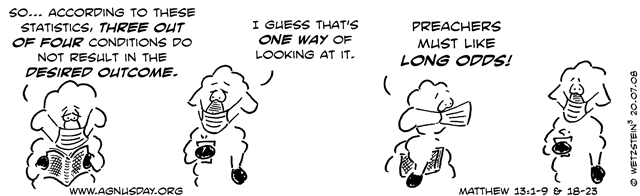 SO... ACCORDING TO THESE
STATISTICS, THREE OUT
OF FOUR CONDITIONS DO
NOT RESULT IN THE
DESIRED OUTCOME.
I GUESS THAT'S
ONE WAY OF
LOOKING AT IT.
PREACHERS
MUST LIKE
LONG ODDS!
WWW.AGNUSDAY.ORG
MATTHEW 13:1-9 & 18-23
© WETZSTEIN³ 20-07-08